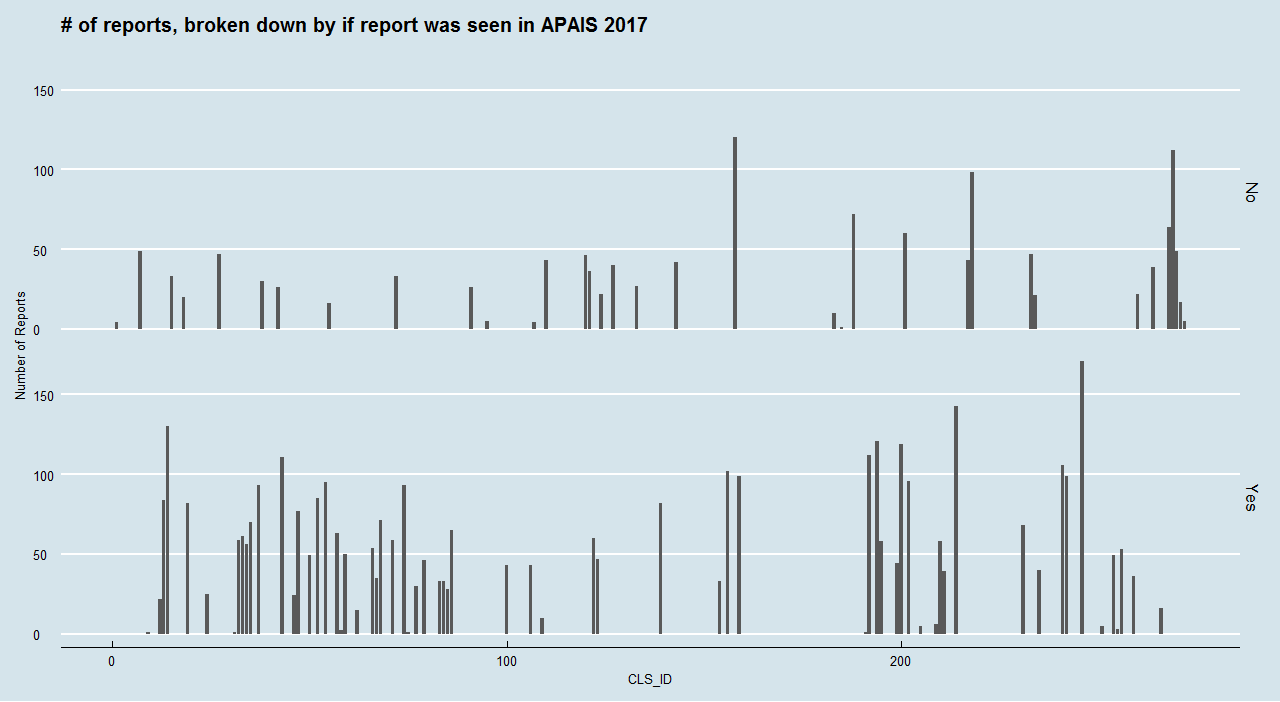 # of reports, broken down by if report was seen in APAIS 2017
150
100
50
0
No
Number of Reports
150
100
50
0
Yes
0
100
200
CLS_ID